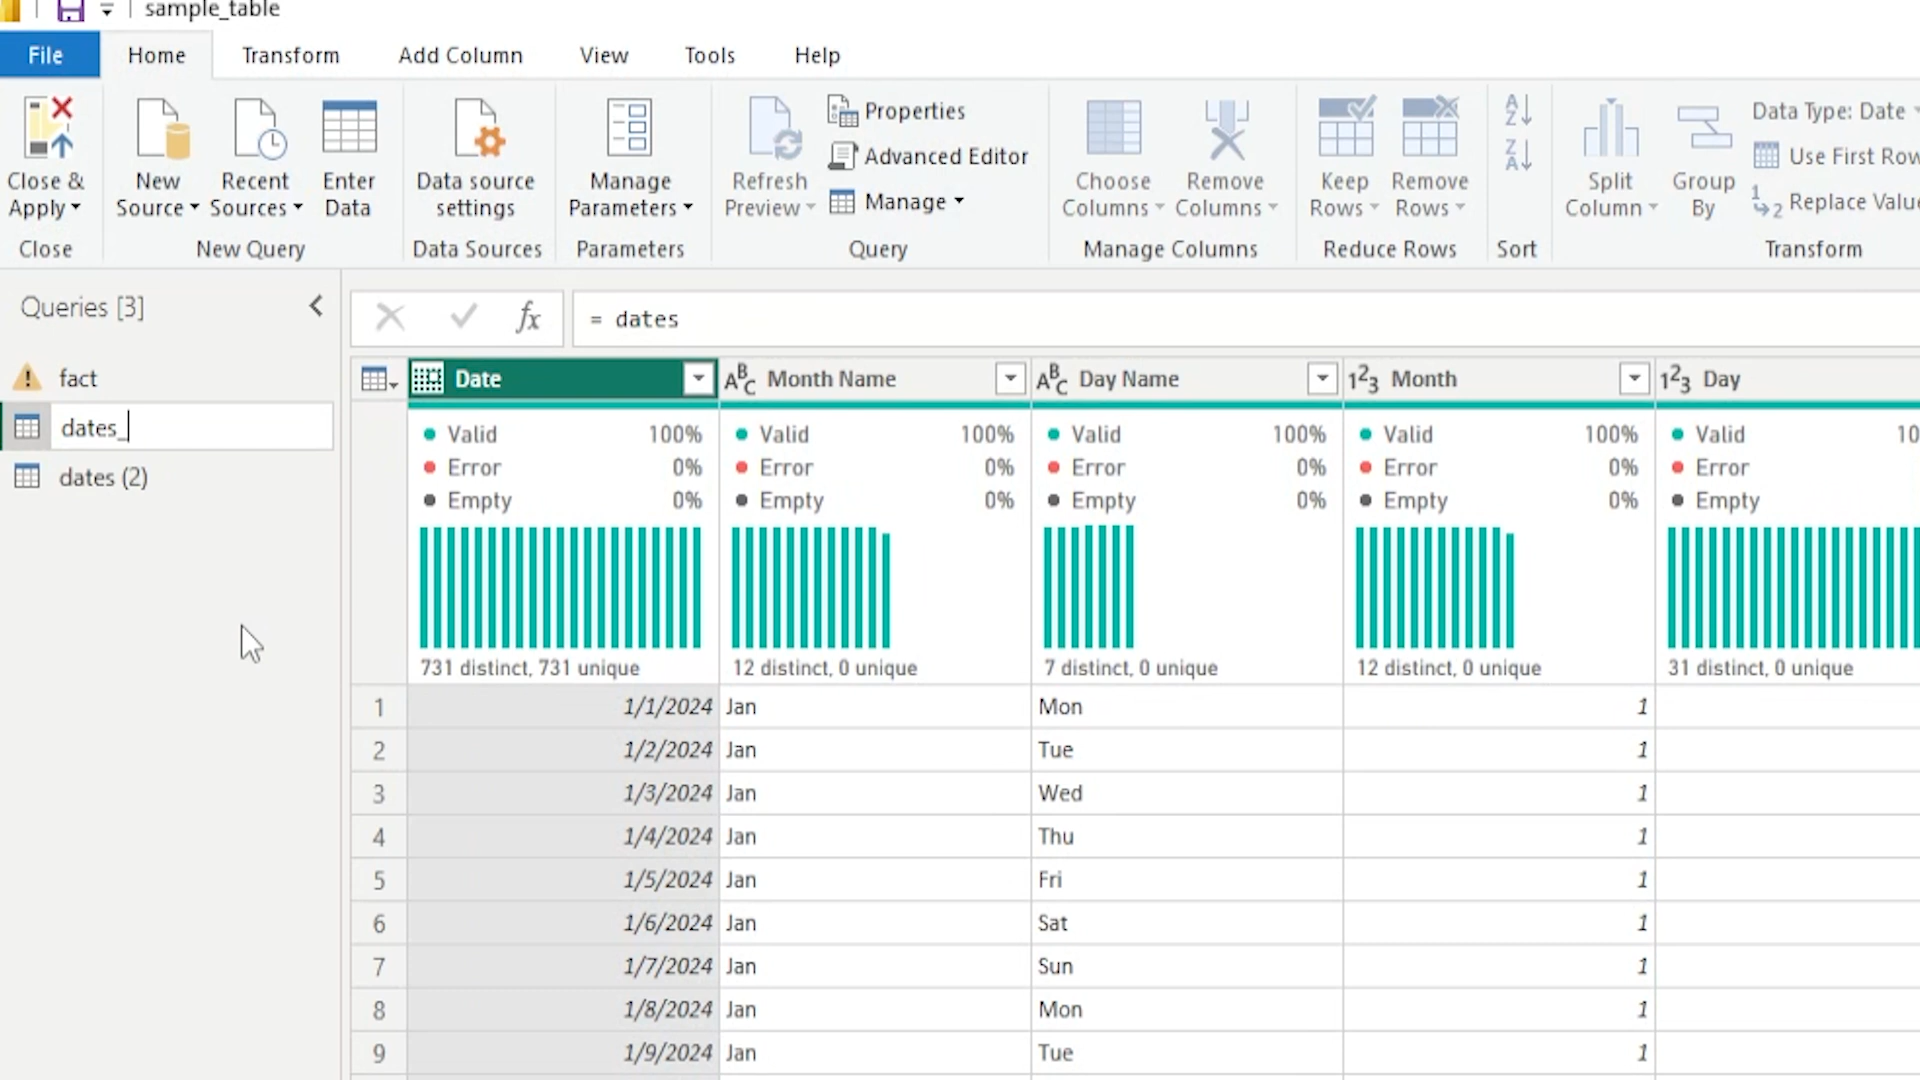 sample_table
File Home Transform Add Column View Tools Help
Close & Apply
New Source
Recent Sources
Enter Data
Data source settings
Manage Parameters
Refresh Preview
Properties
Advanced Editor
Manage
Choose Columns
Remove Columns
Keep Rows
Remove Rows
A Z
Z A
Split Column
Group By
Data Type: Date
Use First Row
1 2 Replace Value
Close New Query Data Sources Parameters Query Manage Columns Reduce Rows Sort Transform
Queries [3]
fact
dates_
dates (2)
fx = dates
Date ABC Month Name ABC Day Name 123 Month 123 Day
Valid 100% Valid 100% Valid 100% Valid 100% Valid 10
Error 0% Error 0% Error 0% Error 0% Error
Empty 0% Empty 0% Empty 0% Empty 0% Empty
731 distinct, 731 unique 12 distinct, 0 unique 7 distinct, 0 unique 12 distinct, 0 unique 31 distinct, 0 unique
1 1/1/2024 Jan Mon 1
2 1/2/2024 Jan Tue 1
3 1/3/2024 Jan Wed 1
4 1/4/2024 Jan Thu 1
5 1/5/2024 Jan Fri 1
6 1/6/2024 Jan Sat 1
7 1/7/2024 Jan Sun 1
8 1/8/2024 Jan Mon 1
9 1/9/2024 Jan Tue 1